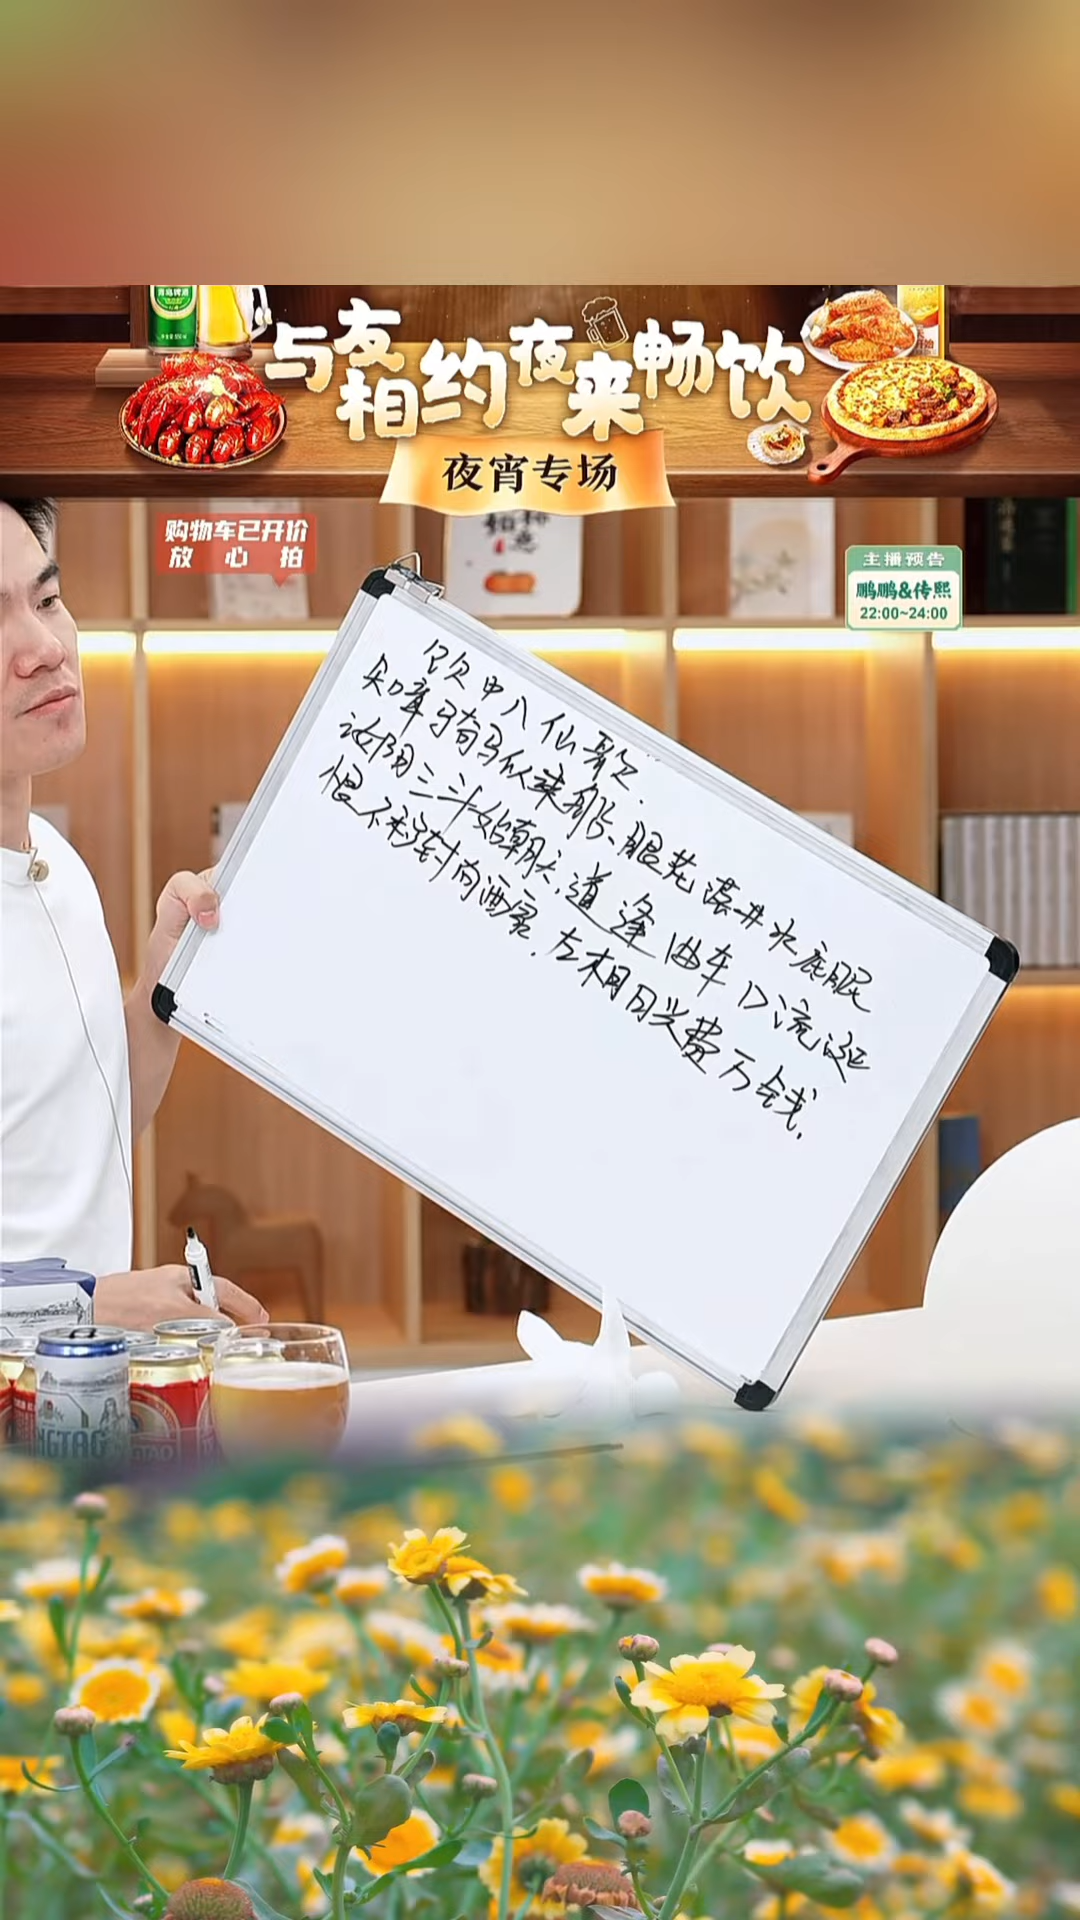 与友相约夜来畅饮
夜宵专场
购物车已开价
放心拍
主播预告
鹏鹏&传熙
22:00~24:00
饮中八仙歌
知章骑马似乘船、眼花落井水底眠
汝阳三斗始朝天，道逢曲车口流涎
恨不移封向酒泉．左相日兴费万钱．